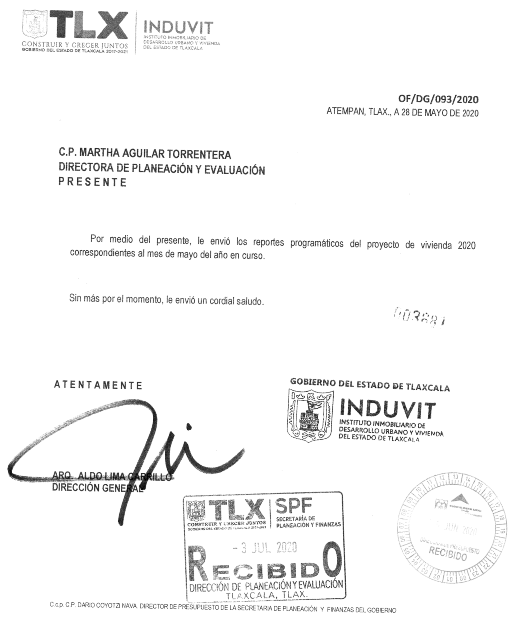 TLX
CONSTRUIR Y CRECER JUNTOS
GOBIERNO DEL ESTADO DE TLAXCALA 2017-2021
INDUVIT
INSTITUTO INMOBILIARIO DE
DESARROLLO URBANO Y VIVIENDA
DEL ESTADO DE TLAXCALA
OF/DG/093/2020
ATEMPAN, TLAX., A 28 DE MAYO DE 2020
C.P. MARTHA AGUILAR TORRENTERA
DIRECTORA DE PLANEACIÓN Y EVALUACIÓN
P R E S E N T E
Por medio del presente, le envió los reportes programáticos del proyecto de vivienda 2020
correspondientes al mes de mayo del año en curso.
Sin más por el momento, le envió un cordial saludo.
A T E N T A M E N T E
GOBIERNO DEL ESTADO DE TLAXCALA
INDUVIT
INSTITUTO INMOBILIARIO DE
DESARROLLO URBANO Y VIVIENDA
DEL ESTADO DE TLAXCALA
ARQ. ALDO LIMA CARRILLO
DIRECCIÓN GENERAL
TLX
CONSTRUIR Y CRECER JUNTOS
SPF
SECRETARÍA DE
PLANEACIÓN Y FINANZAS
- 3 JUL 2020
RECIBIDO
DIRECCIÓN DE PLANEACIÓN Y EVALUACIÓN
TLAXCALA, TLAX.
RECIBIDO
C.c.p. C.P. DARIO COYOTZI NAVA DIRECTOR DE PRESUPUESTO DE LA SECRETARIA DE PLANEACIÓN Y FINANZAS DEL GOBIERNO